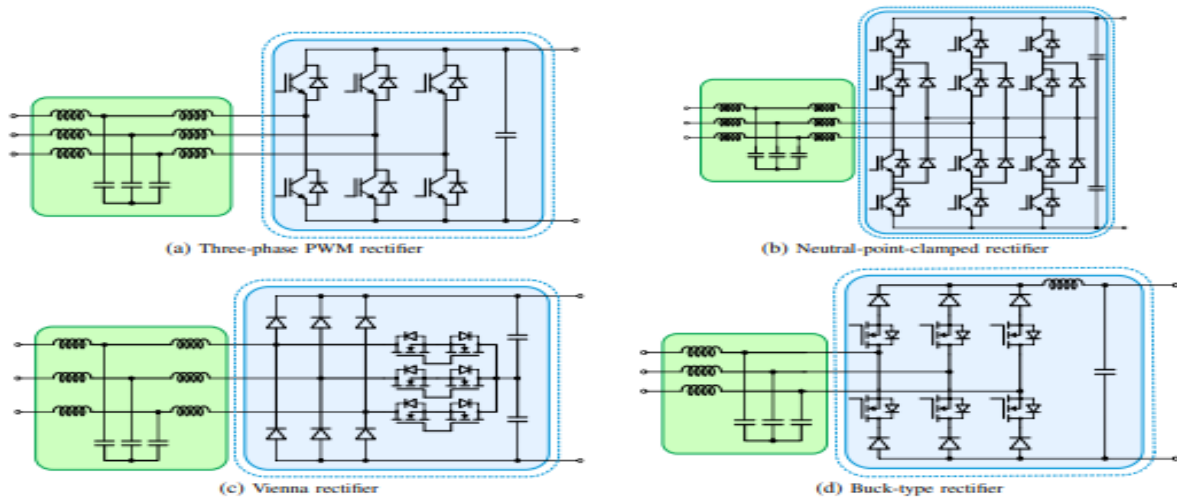 (a) Three-phase PWM rectifier
(b) Neutral-point-clamped rectifier
(c) Vienna rectifier
(d) Buck-type rectifier